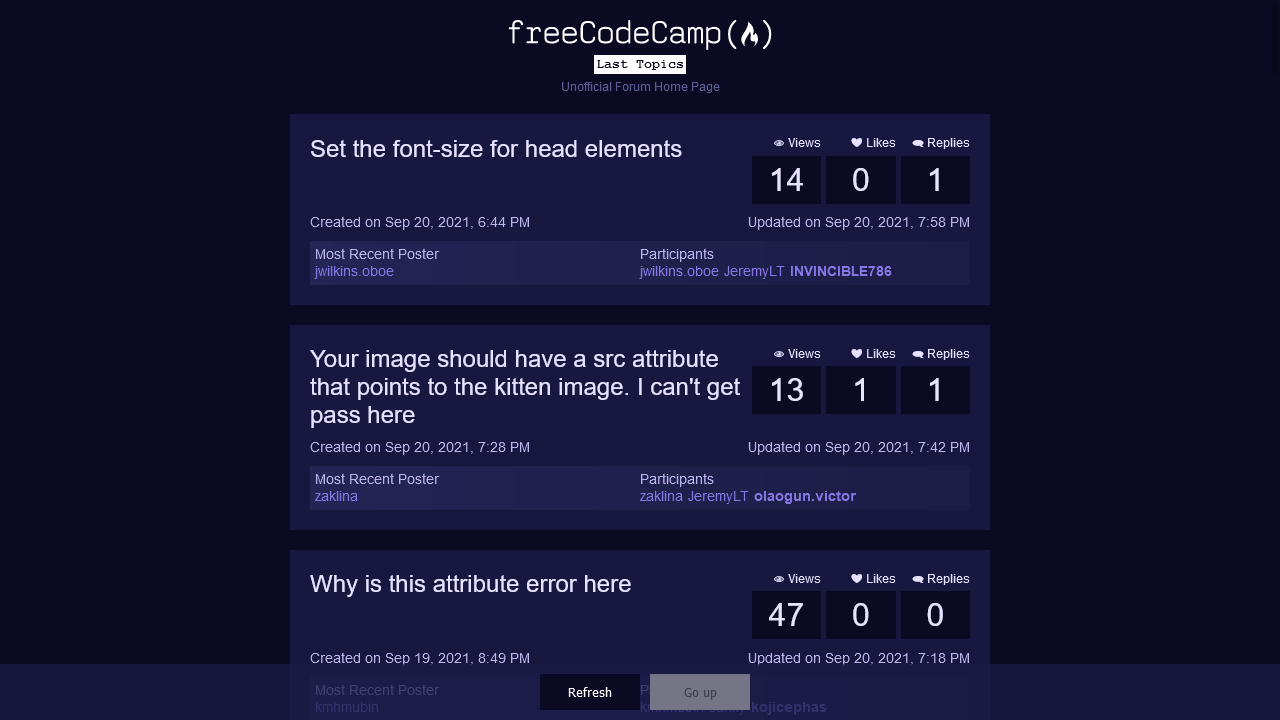 freeCodeCamp(🔥)
Last Topics
Unofficial Forum Home Page
Set the font-size for head elements
Views Likes Replies
14 0 1
Created on Sep 20, 2021, 6:44 PM Updated on Sep 20, 2021, 7:58 PM
Most Recent Poster Participants
jwilkins.oboe jwilkins.oboe JeremyLT INVINCIBLE786
Your image should have a src attribute
that points to the kitten image. I can't get
pass here
Views Likes Replies
13 1 1
Created on Sep 20, 2021, 7:28 PM Updated on Sep 20, 2021, 7:42 PM
Most Recent Poster Participants
zaklina zaklina JeremyLT olaogun.victor
Why is this attribute error here
Views Likes Replies
47 0 0
Created on Sep 19, 2021, 8:49 PM Updated on Sep 20, 2021, 7:18 PM
Most Recent Poster
Refresh Go up
kmhmubin kojicephas